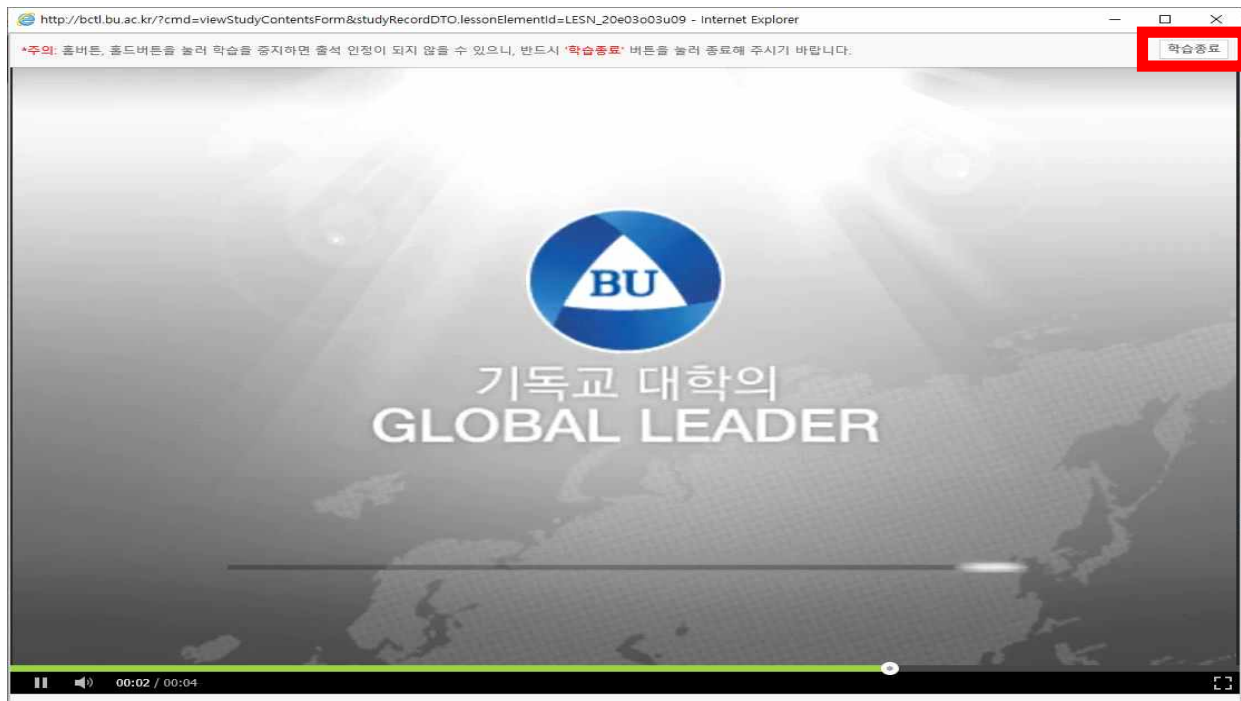 http://bctl.bu.ac.kr/?cmd=viewStudyContentsForm&studyRecordDTO.lessonElementId=LESN_20e03o03u09 - Internet Explorer
*주의: 홈버튼, 홀드버튼을 눌러 학습을 중지하면 출석 인정이 되지 않을 수 있으니, 반드시 '학습종료' 버튼을 눌러 종료해 주시기 바랍니다.
학습종료
BU
기독교 대학의
GLOBAL LEADER
00:02 / 00:04